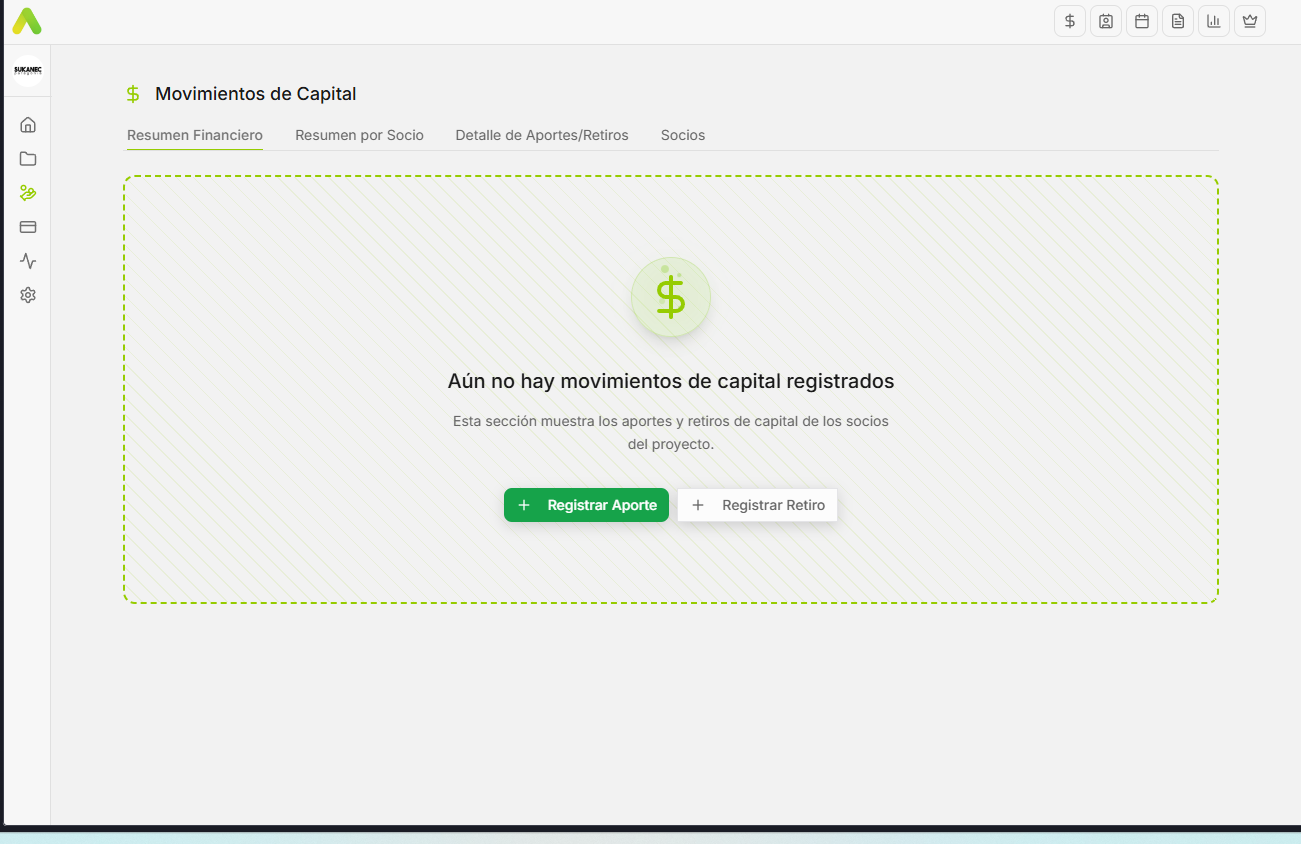 SUKANEC
Movimientos de Capital
Resumen Financiero Resumen por Socio Detalle de Aportes/Retiros Socios
Aún no hay movimientos de capital registrados
Esta sección muestra los aportes y retiros de capital de los socios
del proyecto.
Registrar Aporte Registrar Retiro